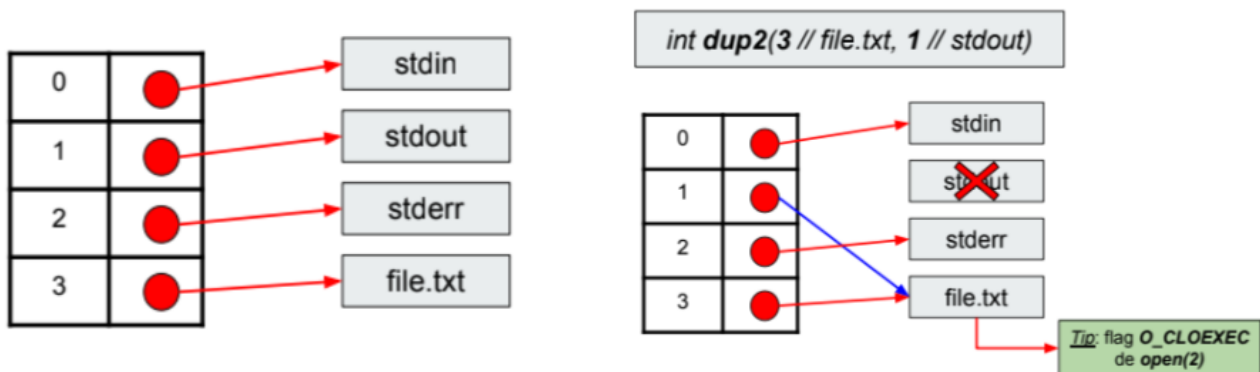 0
stdin
1
stdout
2
stderr
3
file.txt
int dup2(3 // file.txt, 1 // stdout)
0
stdin
1
stdout
2
stderr
3
file.txt
Tip: flag O_CLOEXEC
de open(2)